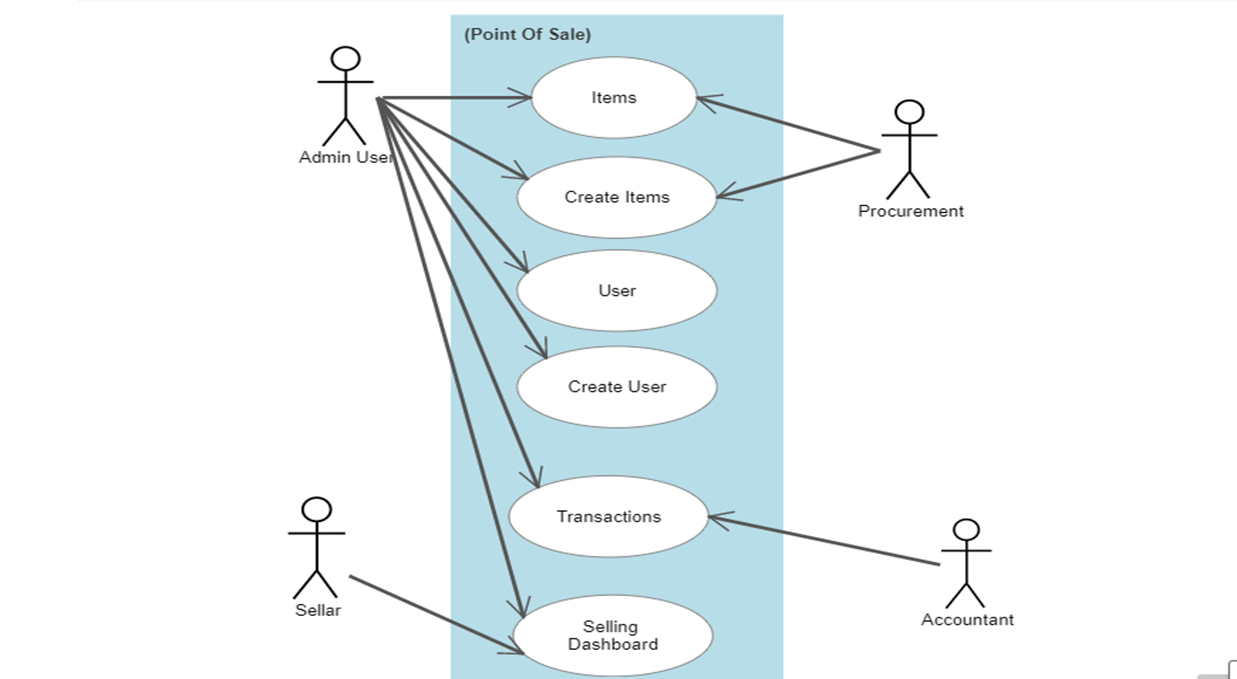 (Point Of Sale)
Items
Admin User
Create Items
Procurement
User
Create User
Transactions
Sellar
Accountant
Selling
Dashboard